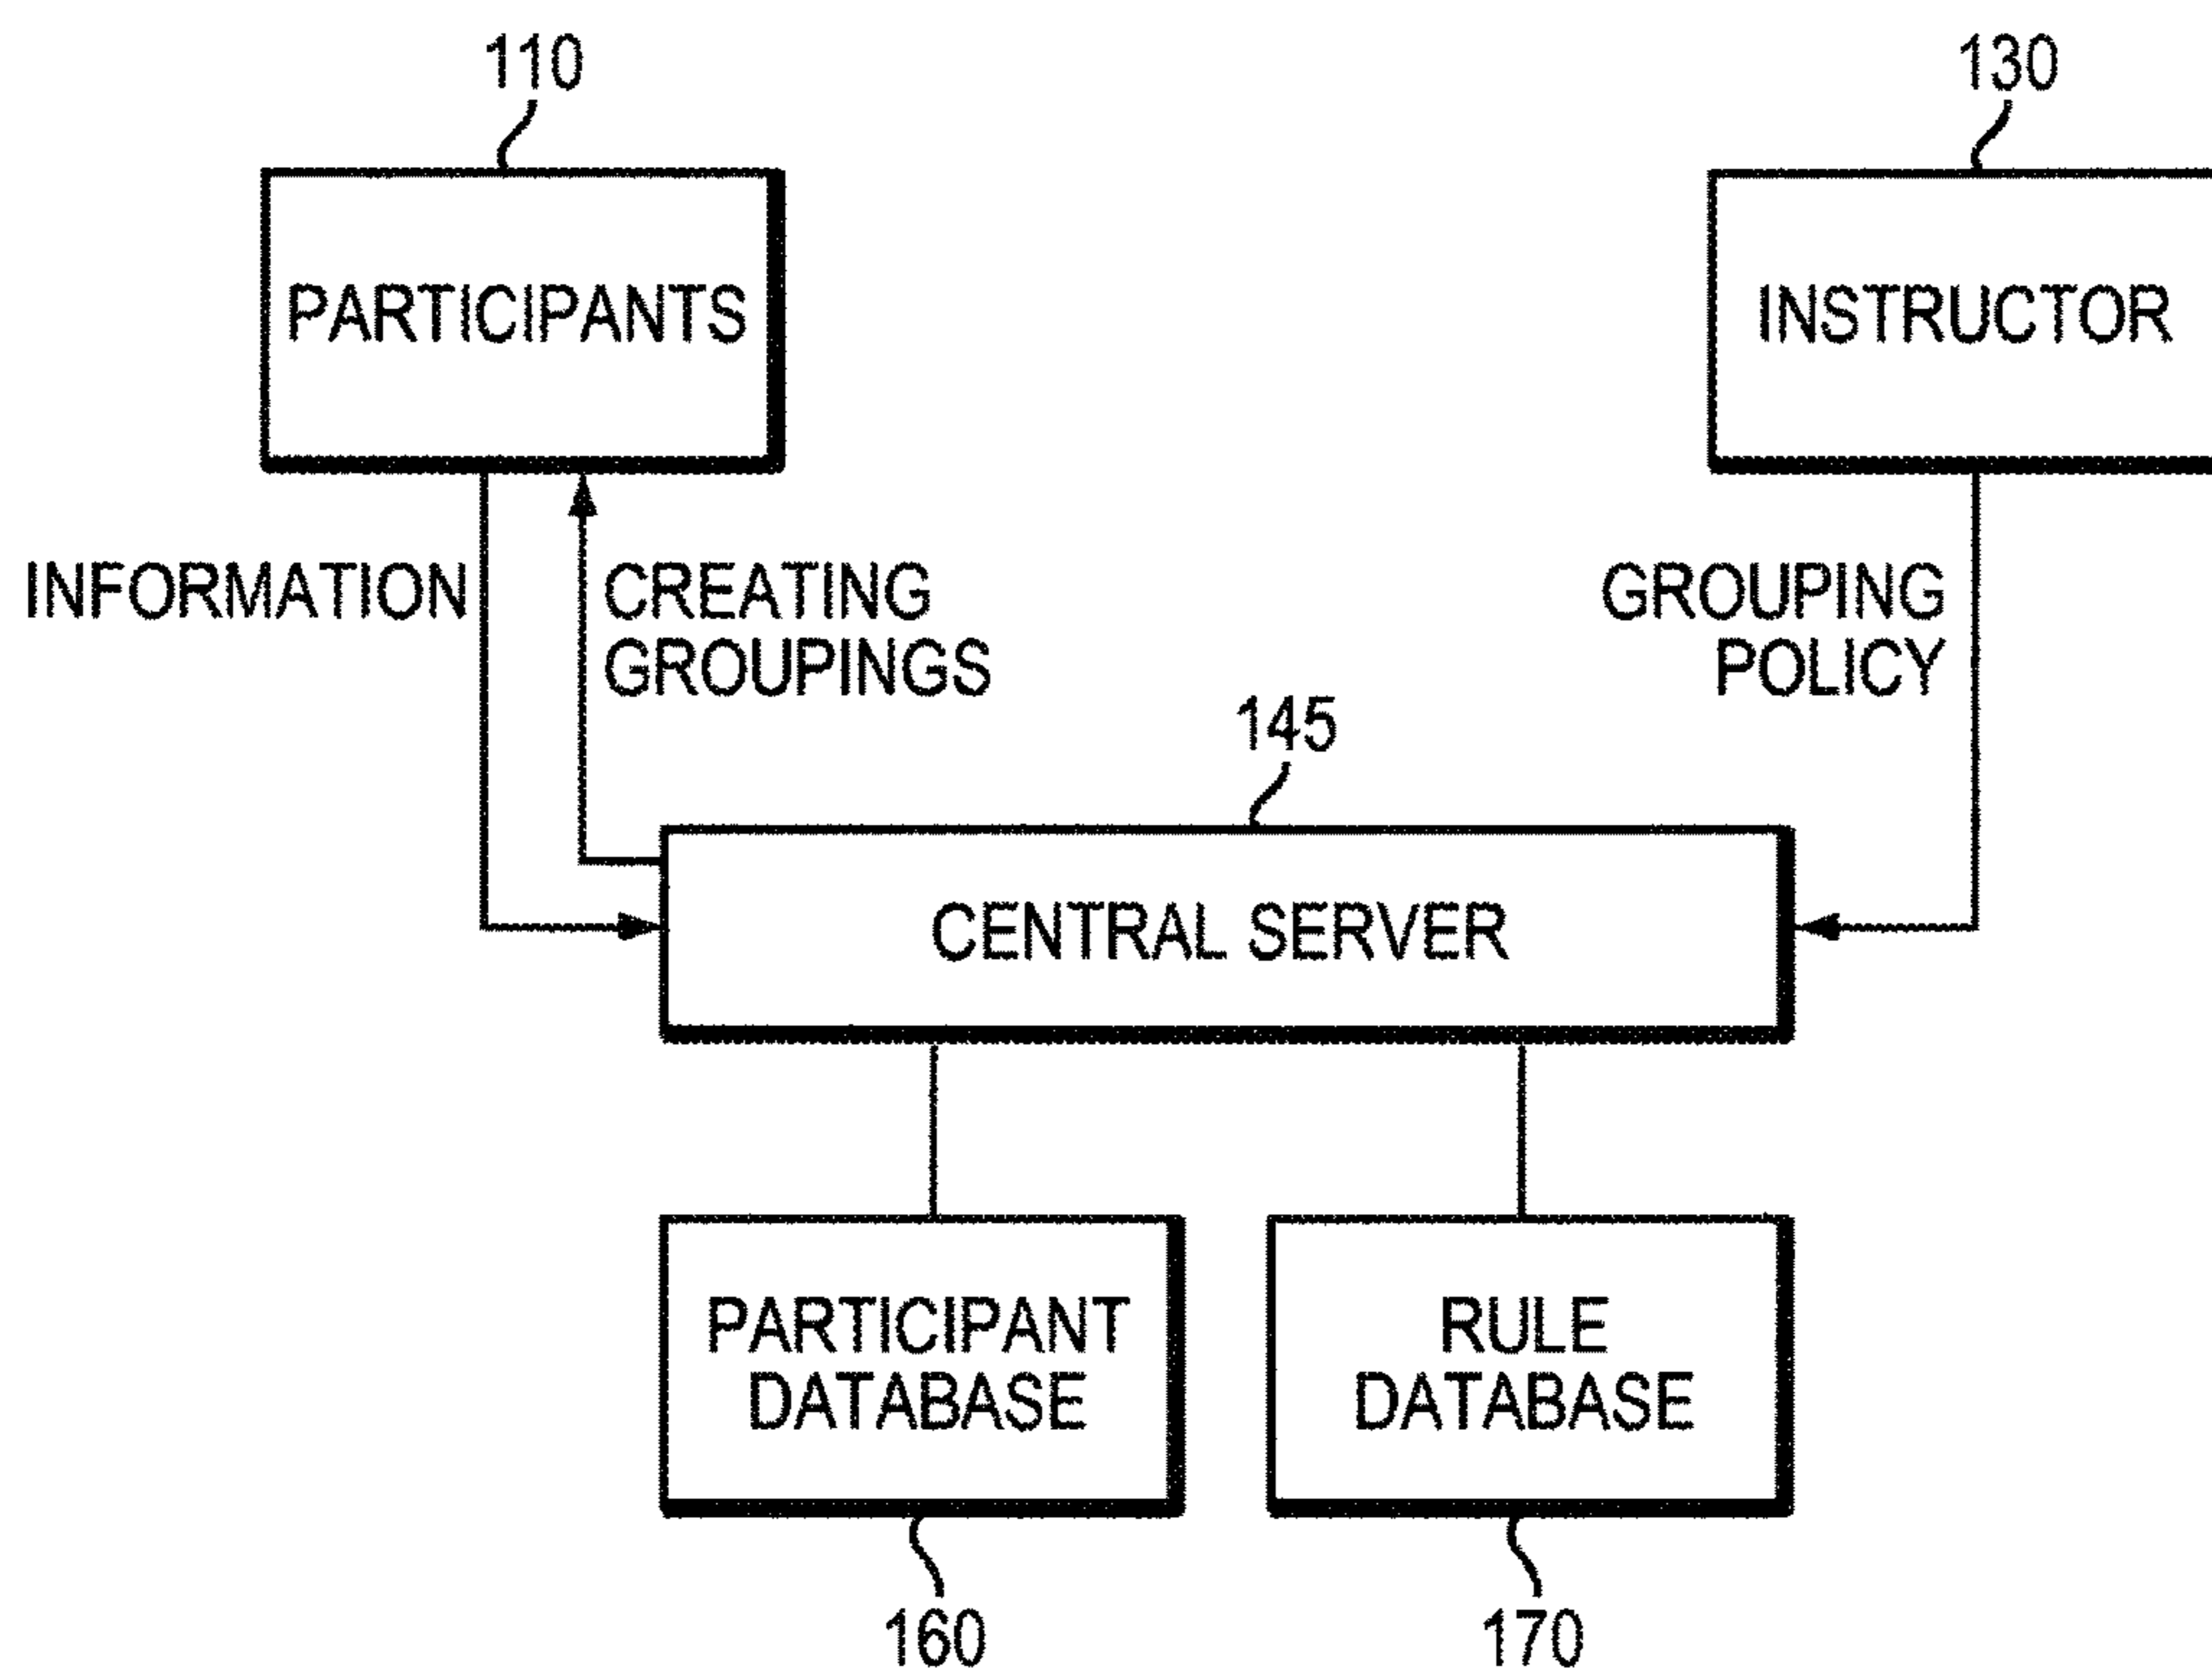 110
130
PARTICIPANTS
INSTRUCTOR
INFORMATION
CREATING
GROUPINGS
GROUPING
POLICY
145
CENTRAL SERVER
PARTICIPANT
DATABASE
RULE
DATABASE
160
170